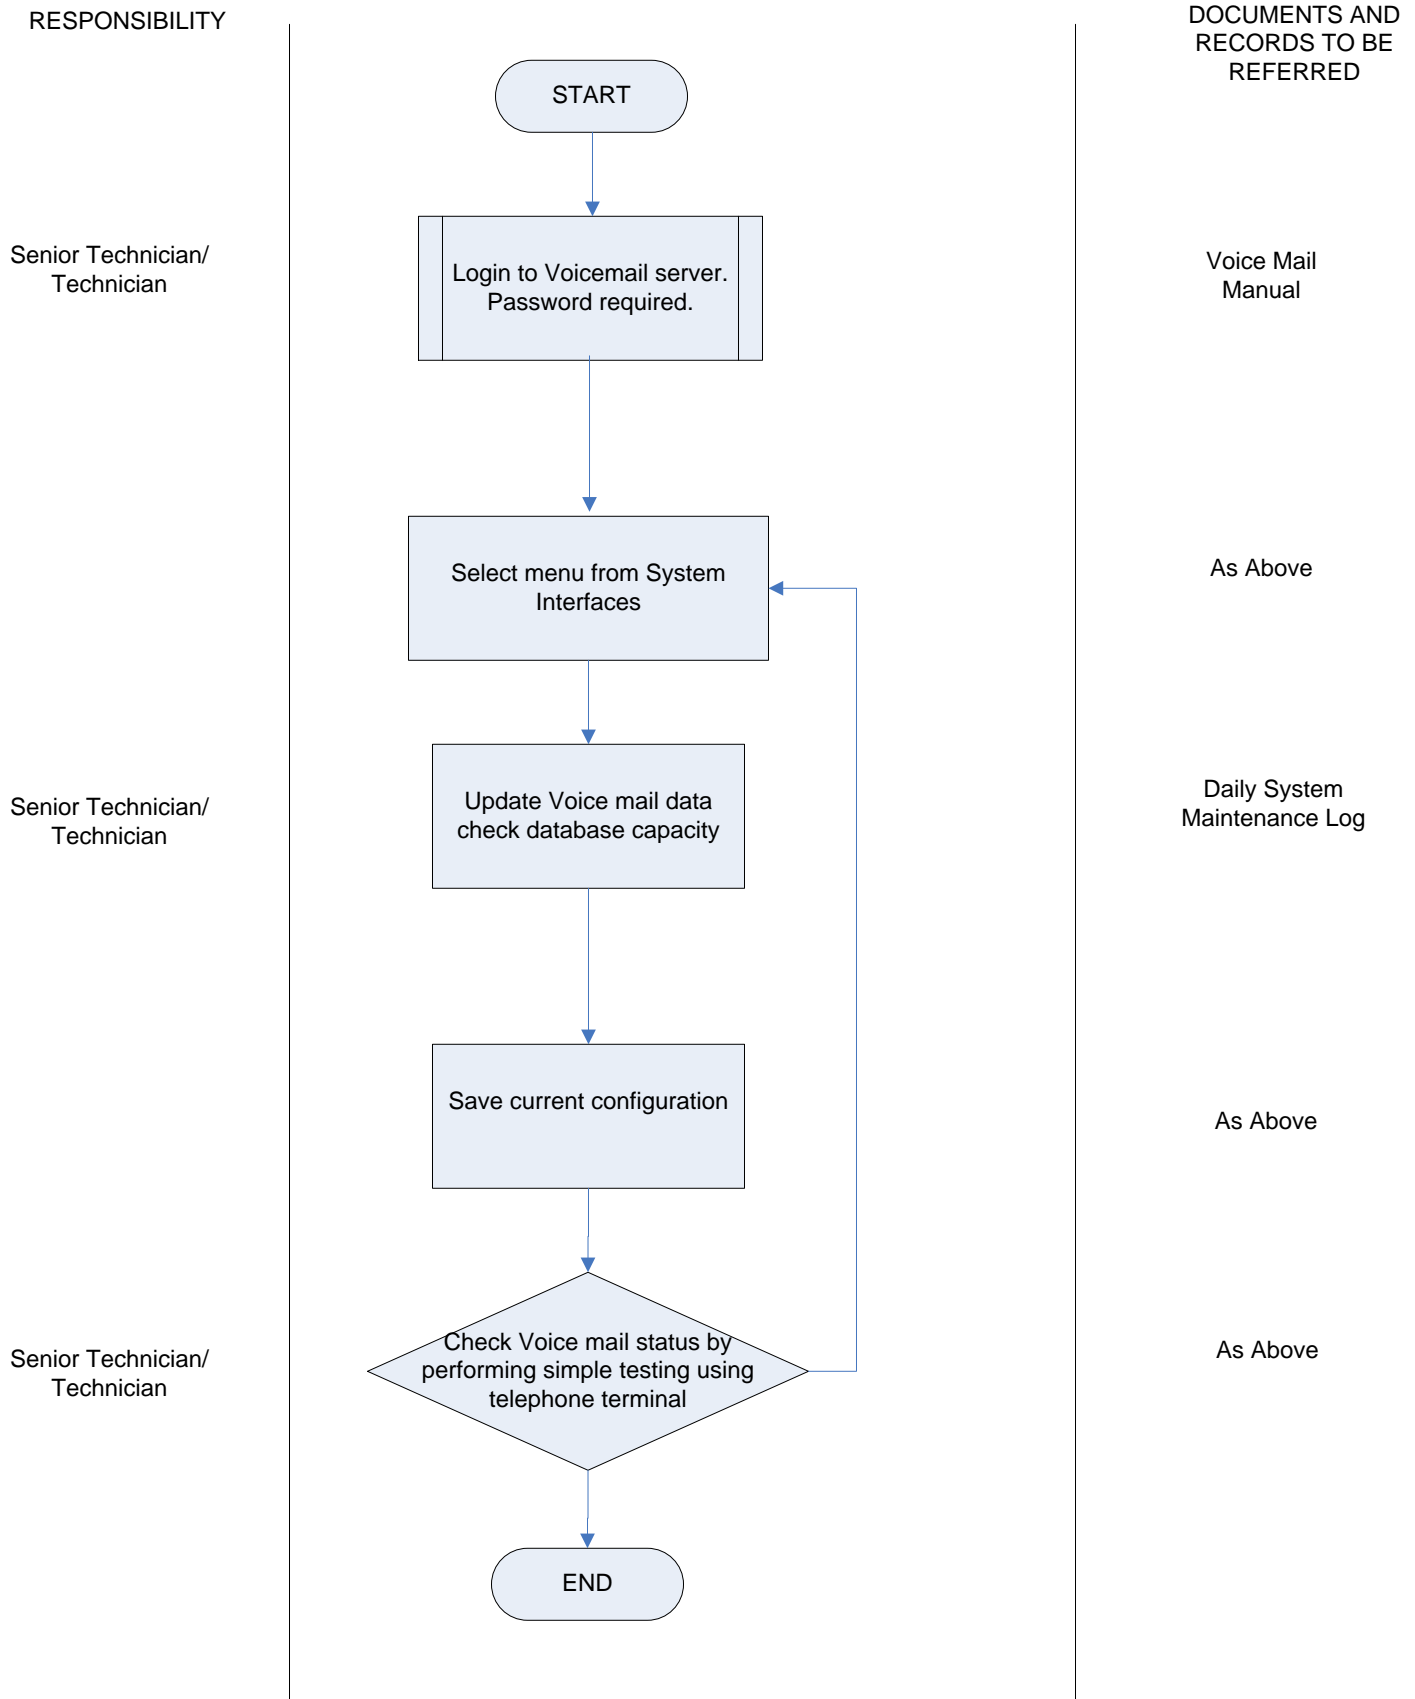 RESPONSIBILITY
DOCUMENTS AND
RECORDS TO BE
REFERRED
START
Senior Technician/
Technician
Login to Voicemail server.
Password required.
Voice Mail
Manual
Select menu from System
Interfaces
As Above
Senior Technician/
Technician
Update Voice mail data
check database capacity
Daily System
Maintenance Log
Save current configuration
As Above
Senior Technician/
Technician
Check Voice mail status by
performing simple testing using
telephone terminal
As Above
END